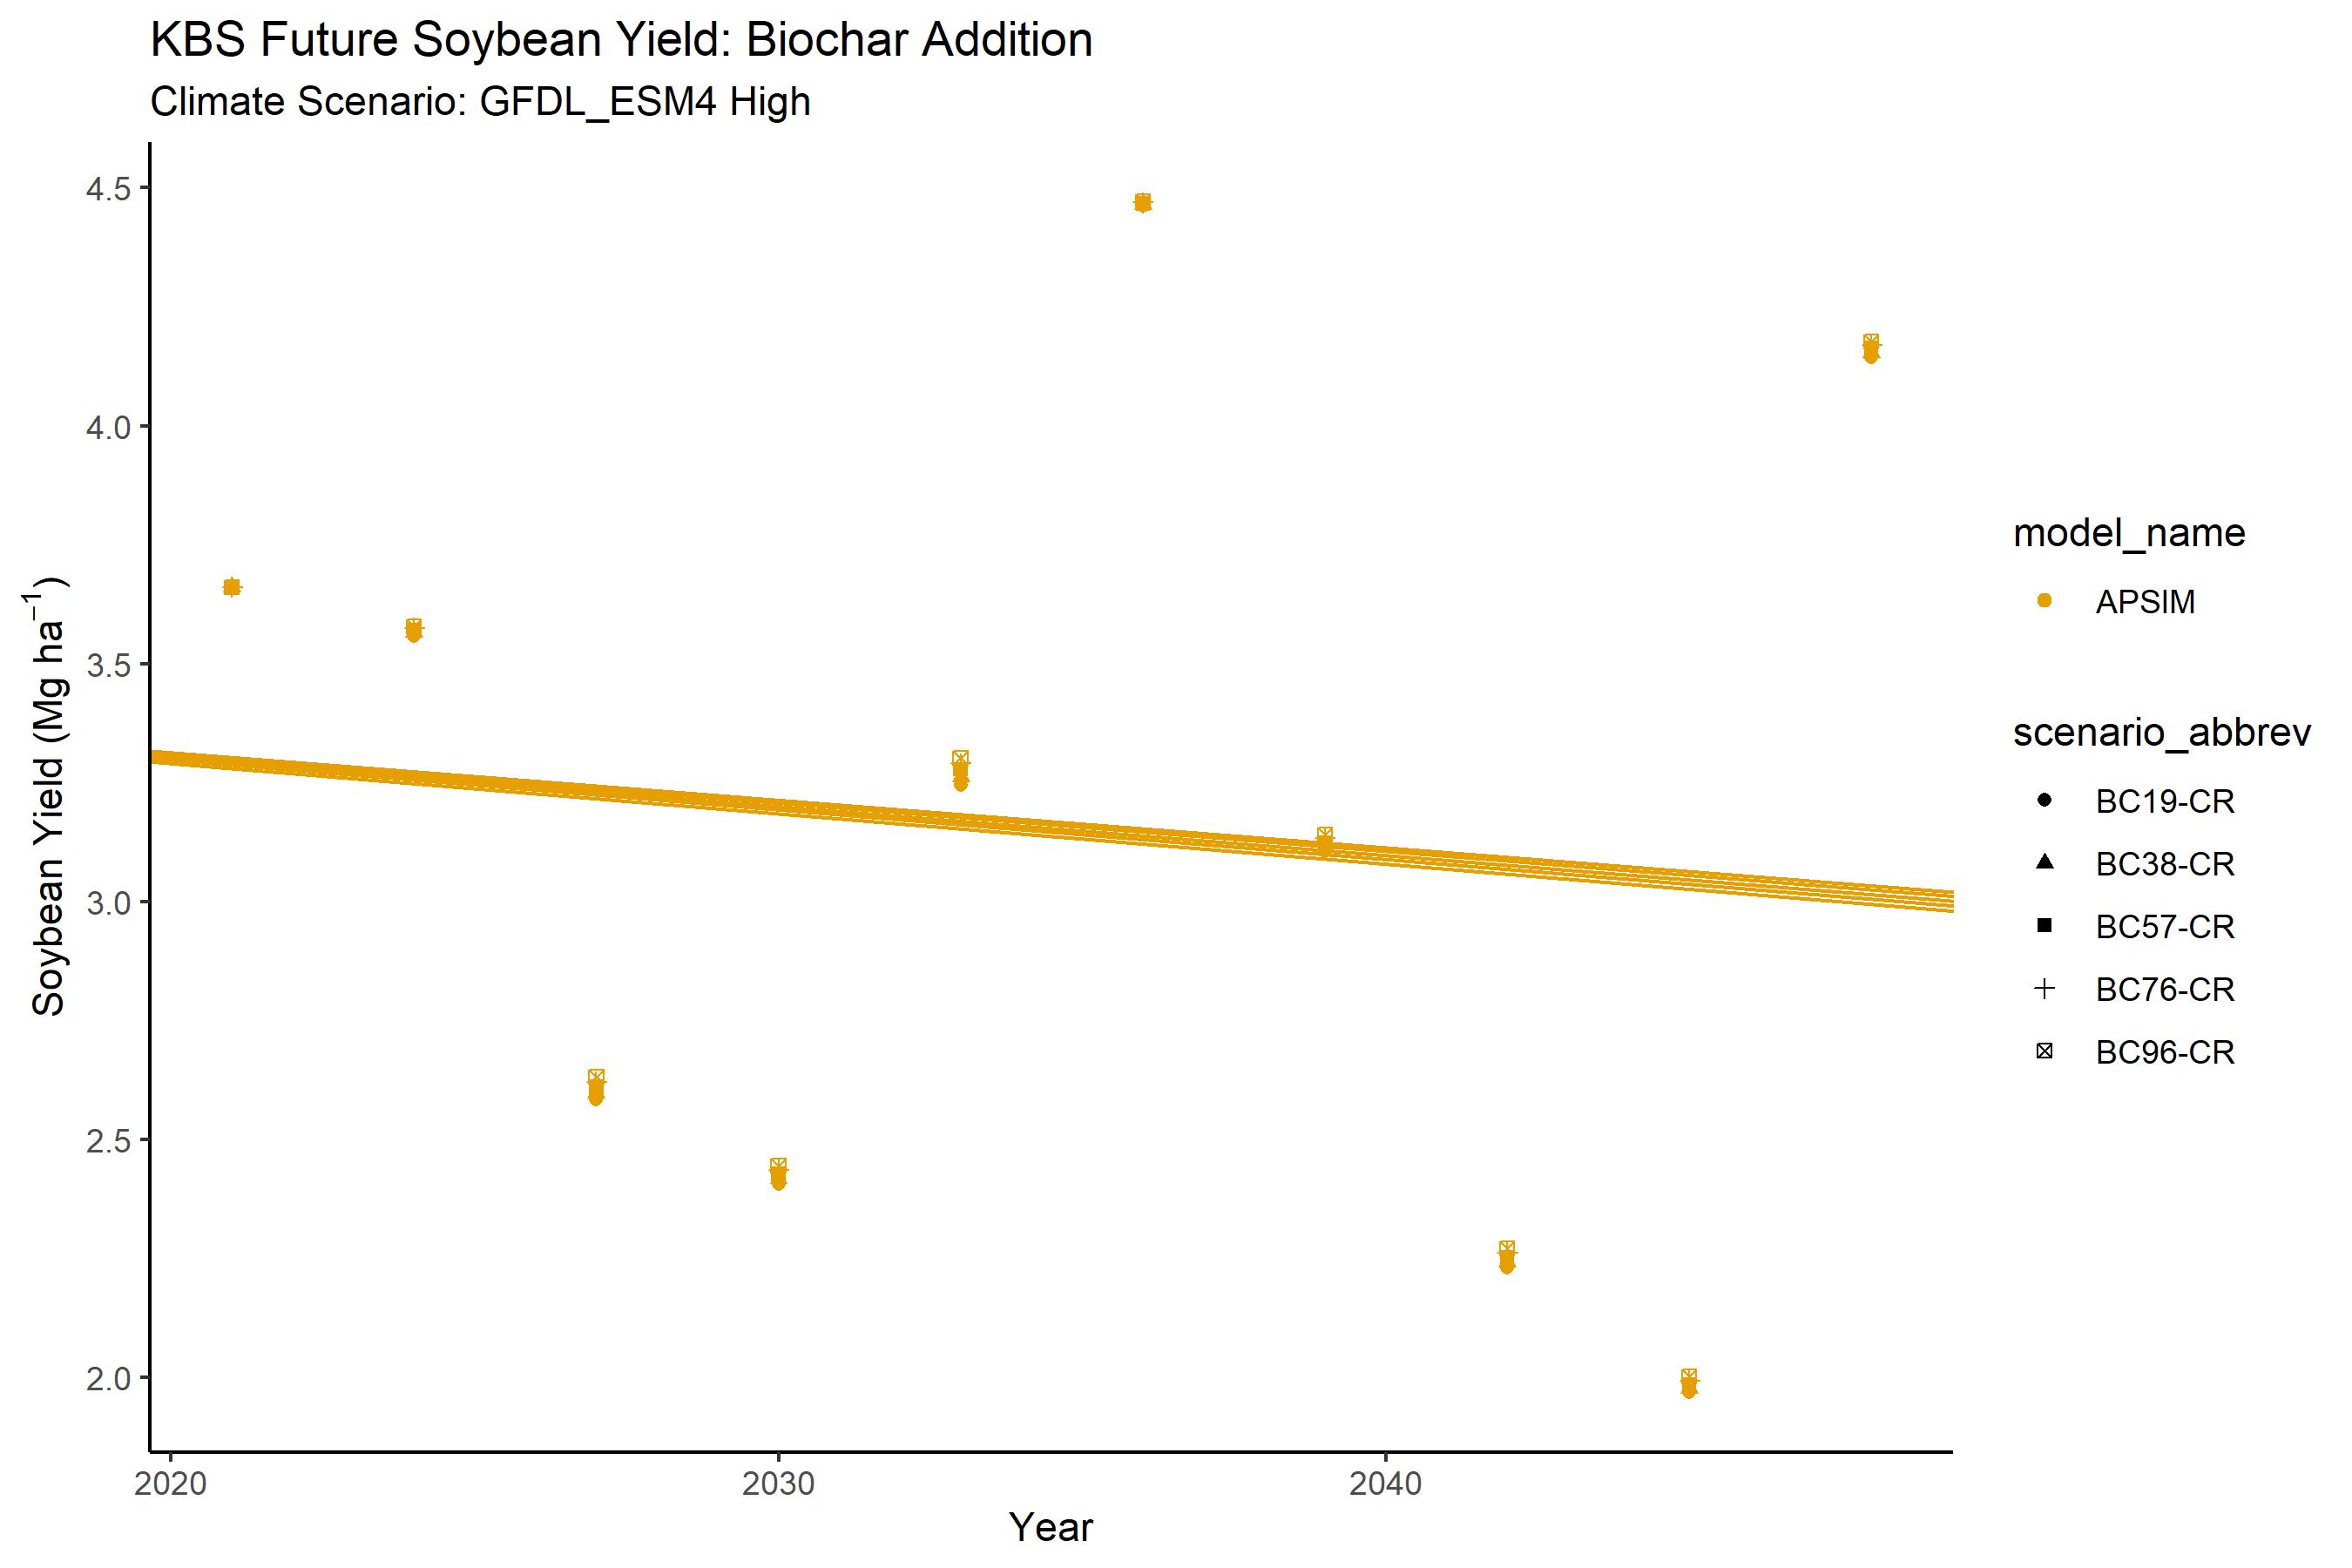 KBS Future Soybean Yield: Biochar Addition
Climate Scenario: GFDL_ESM4 High
Soybean Yield (Mg ha⁻¹)
4.5
4.0
3.5
3.0
2.5
2.0
2020
2030
2040
Year
model_name
APSIM
scenario_abbrev
BC19-CR
BC38-CR
BC57-CR
BC76-CR
BC96-CR